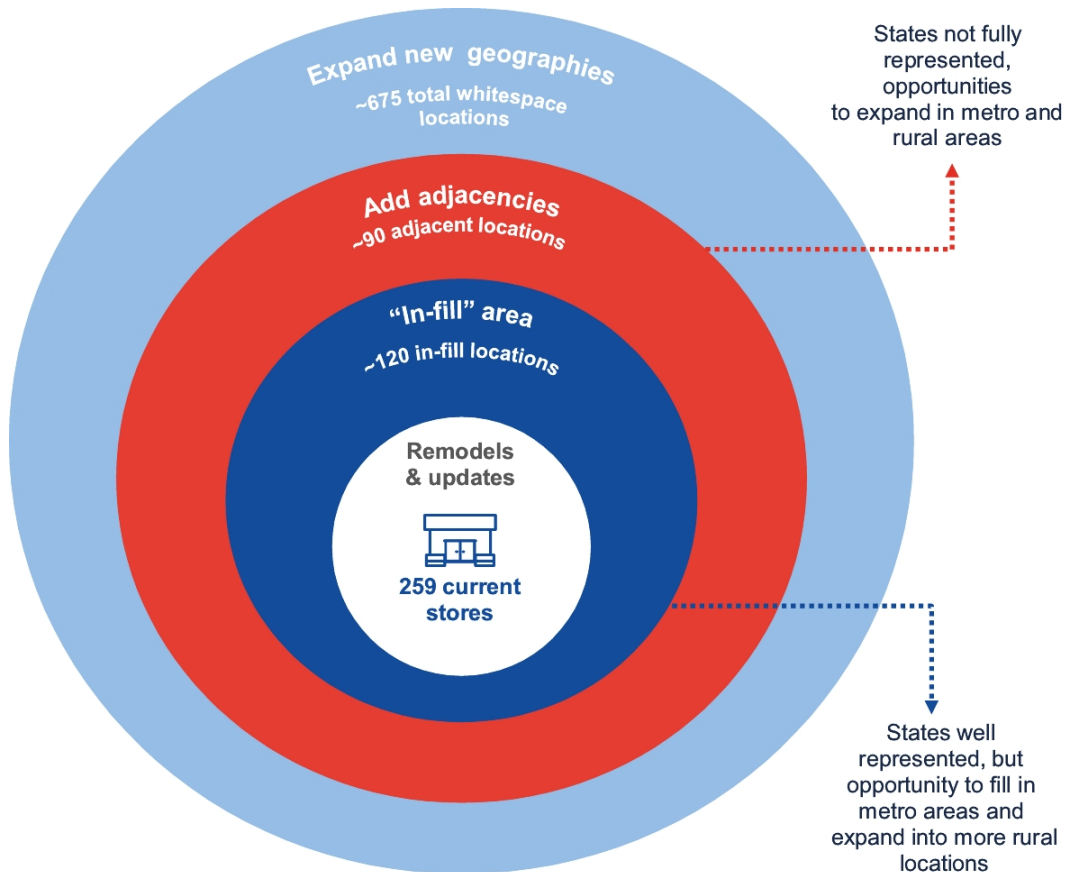 Expand new geographies
~675 total whitespace
locations
Add adjacencies
~90 adjacent locations
“In-fill” area
~120 in-fill locations
Remodels
& updates
259 current
stores
States not fully
represented,
opportunities
to expand in metro and
rural areas
States well
represented, but
opportunity to fill in
metro areas and
expand into more rural
locations